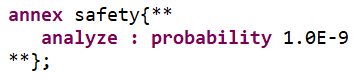 annex safety{**
analyze : probability 1.0E-9
**};